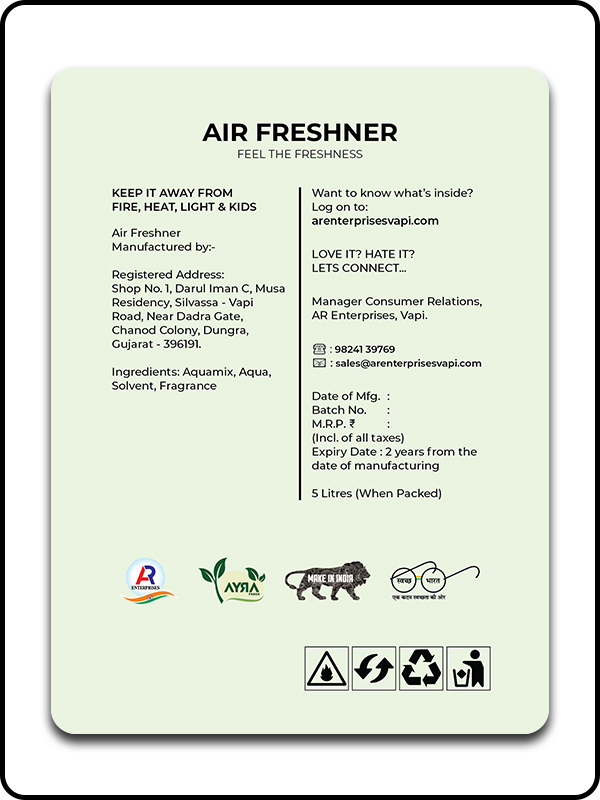 AIR FRESHNER
FEEL THE FRESHNESS
KEEP IT AWAY FROM
FIRE, HEAT, LIGHT & KIDS
Air Freshner
Manufactured by:-
Registered Address:
Shop No. 1, Darul Iman C, Musa
Residency, Silvassa - Vapi
Road, Near Dadra Gate,
Chanod Colony, Dungra,
Gujarat - 396191.
Ingredients: Aquamix, Aqua,
Solvent, Fragrance
Want to know what's inside?
Log on to:
arenterprisesvapi.com
LOVE IT? HATE IT?
LETS CONNECT...
Manager Consumer Relations,
AR Enterprises, Vapi.
: 98241 39769
: sales@arenterprisesvapi.com
Date of Mfg. :
Batch No. :
M.R.P. ₹ :
(Incl. of all taxes)
Expiry Date : 2 years from the
date of manufacturing
5 Litres (When Packed)
AR
ENTERPRISES
AYЯA
MAKE IN INDIA
स्वच्छ भारत
एक कदम स्वच्छता की ओर